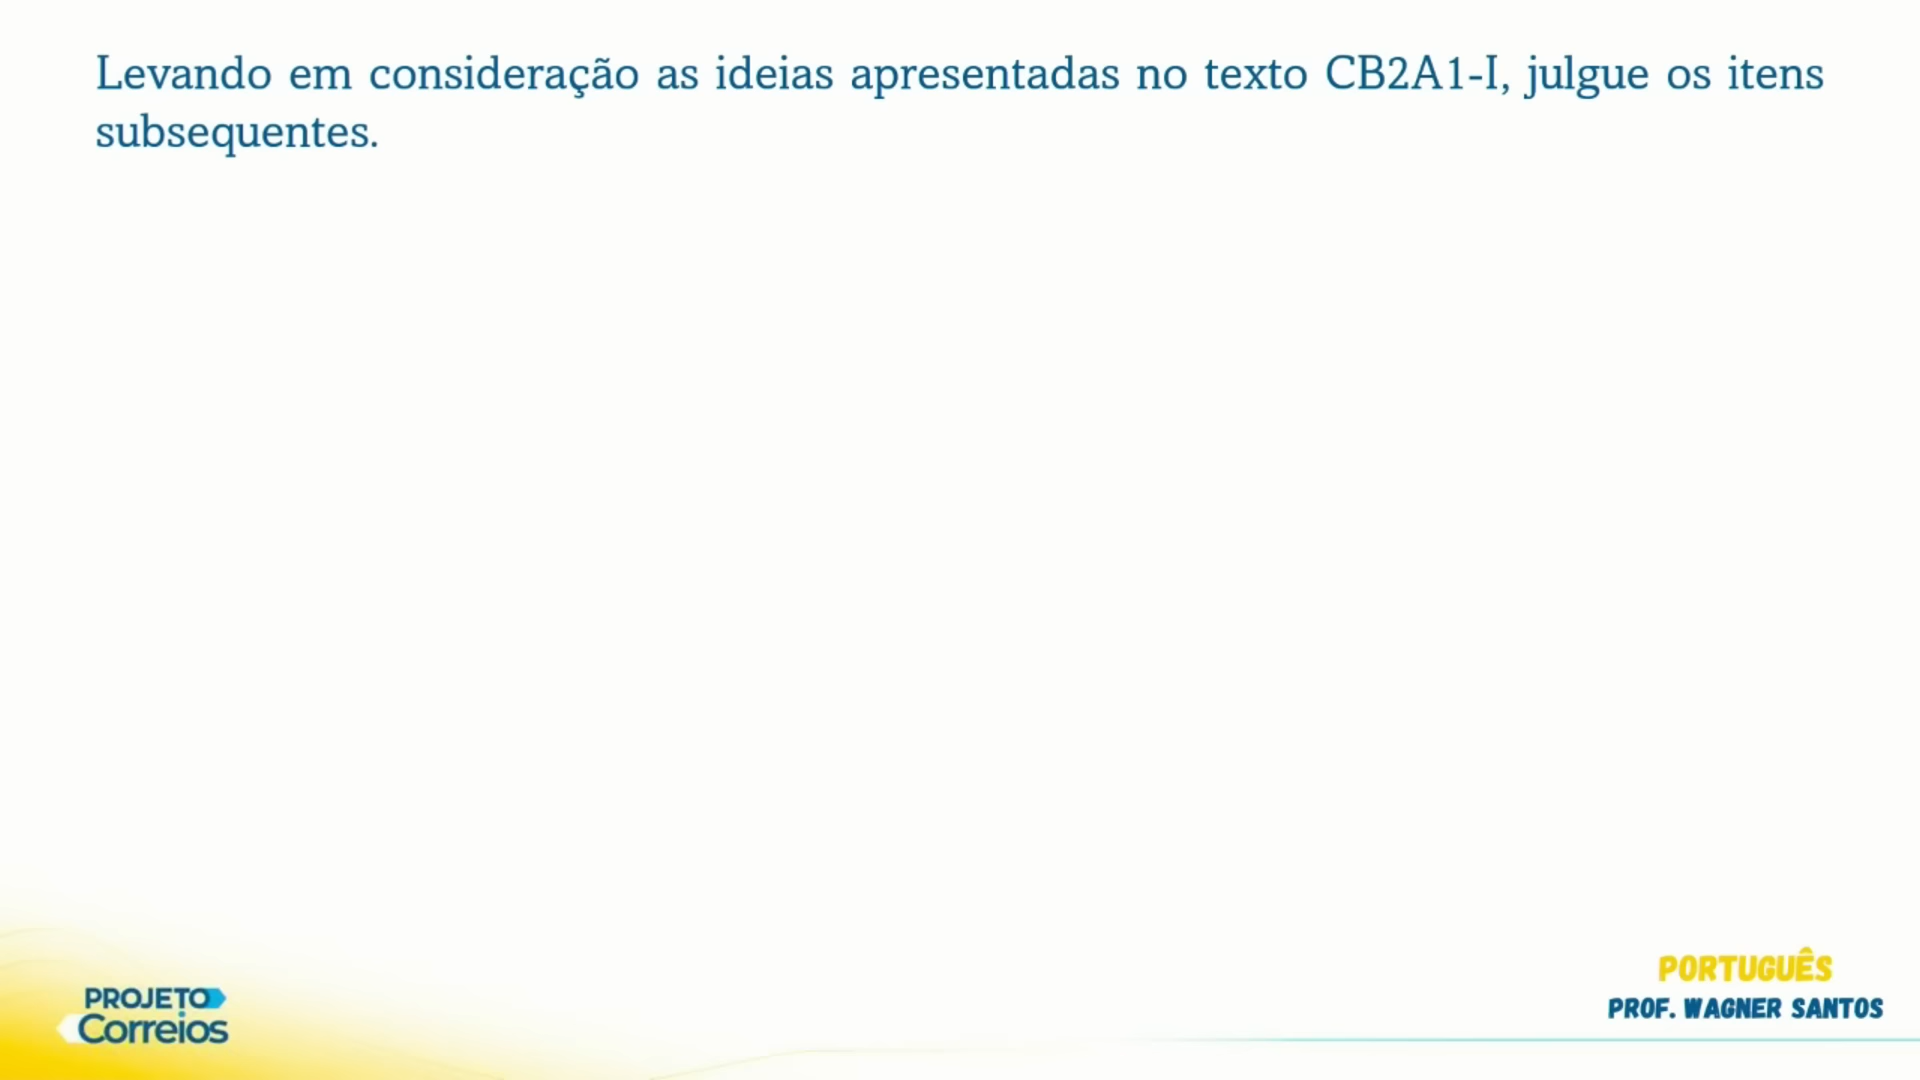 Levando em consideração as ideias apresentadas no texto CB2A1-I, julgue os itens
subsequentes.
PROJETO
Correios
PORTUGUÊS
PROF. WAGNER SANTOS